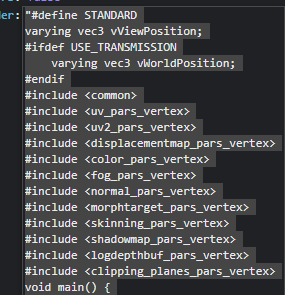 der: "#define STANDARD
varying vec3 vViewPosition;
#ifdef USE_TRANSMISSION
    varying vec3 vWorldPosition;
#endif
#include <common>
#include <uv_pars_vertex>
#include <uv2_pars_vertex>
#include <displacementmap_pars_vertex>
#include <color_pars_vertex>
#include <fog_pars_vertex>
#include <normal_pars_vertex>
#include <morphtarget_pars_vertex>
#include <skinning_pars_vertex>
#include <shadowmap_pars_vertex>
#include <logdepthbuf_pars_vertex>
#include <clipping_planes_pars_vertex>
void main() {